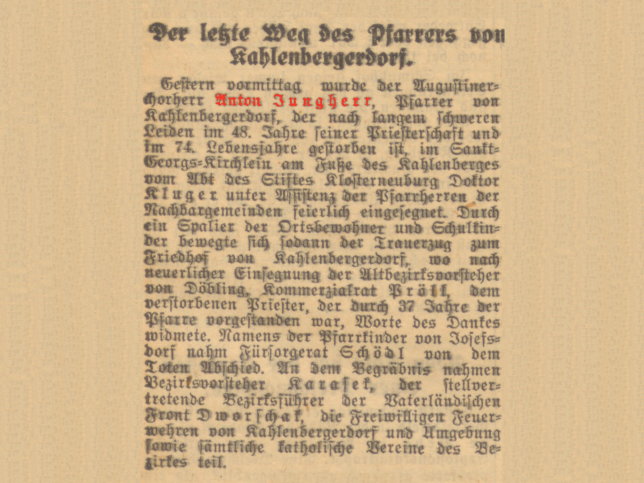 Der letzte Weg des Pfarrers von
Kahlenbergerdorf.
Gestern vormittag wurde der Augustiner-
chorherr Anton Jungherr, Pfarrer von
Kahlenbergerdorf, der nach langem schweren
Leiden im 48. Jahre seiner Priesterschaft und
im 74. Lebensjahre gestorben ist, im Sankt-
Georgs-Kirchlein am Fuße des Kahlenberges
vom Abt des Stiftes Klosterneuburg Doktor
Kluger unter Assistenz der Pfarrherren der
Nachbargemeinden feierlich eingesegnet. Durch
ein Spalier der Ortsbewohner und Schulkin-
der bewegte sich sodann der Trauerzug zum
Friedhof von Kahlenbergerdorf, wo nach
neuerlicher Einsegnung der Altbezirksvorsteher
von Döbling, Kommerzialrat Pröll, dem
verstorbenen Priester, der durch 37 Jahre der
Pfarre vorgestanden war, Worte des Dankes
widmete. Namens der Pfarrkinder von Josefs-
dorf nahm Fürsorgerat Schödl von dem
Toten Abschied. An dem Begräbnis nahmen
Bezirksvorsteher Karasek, der stellver-
tretende Bezirksführer der Vaterländischen
Front Dworschak, die Freiwilligen Feuer-
wehren von Kahlenbergerdorf und Umgebung
sowie sämtliche katholische Vereine des Be-
zirkes teil.